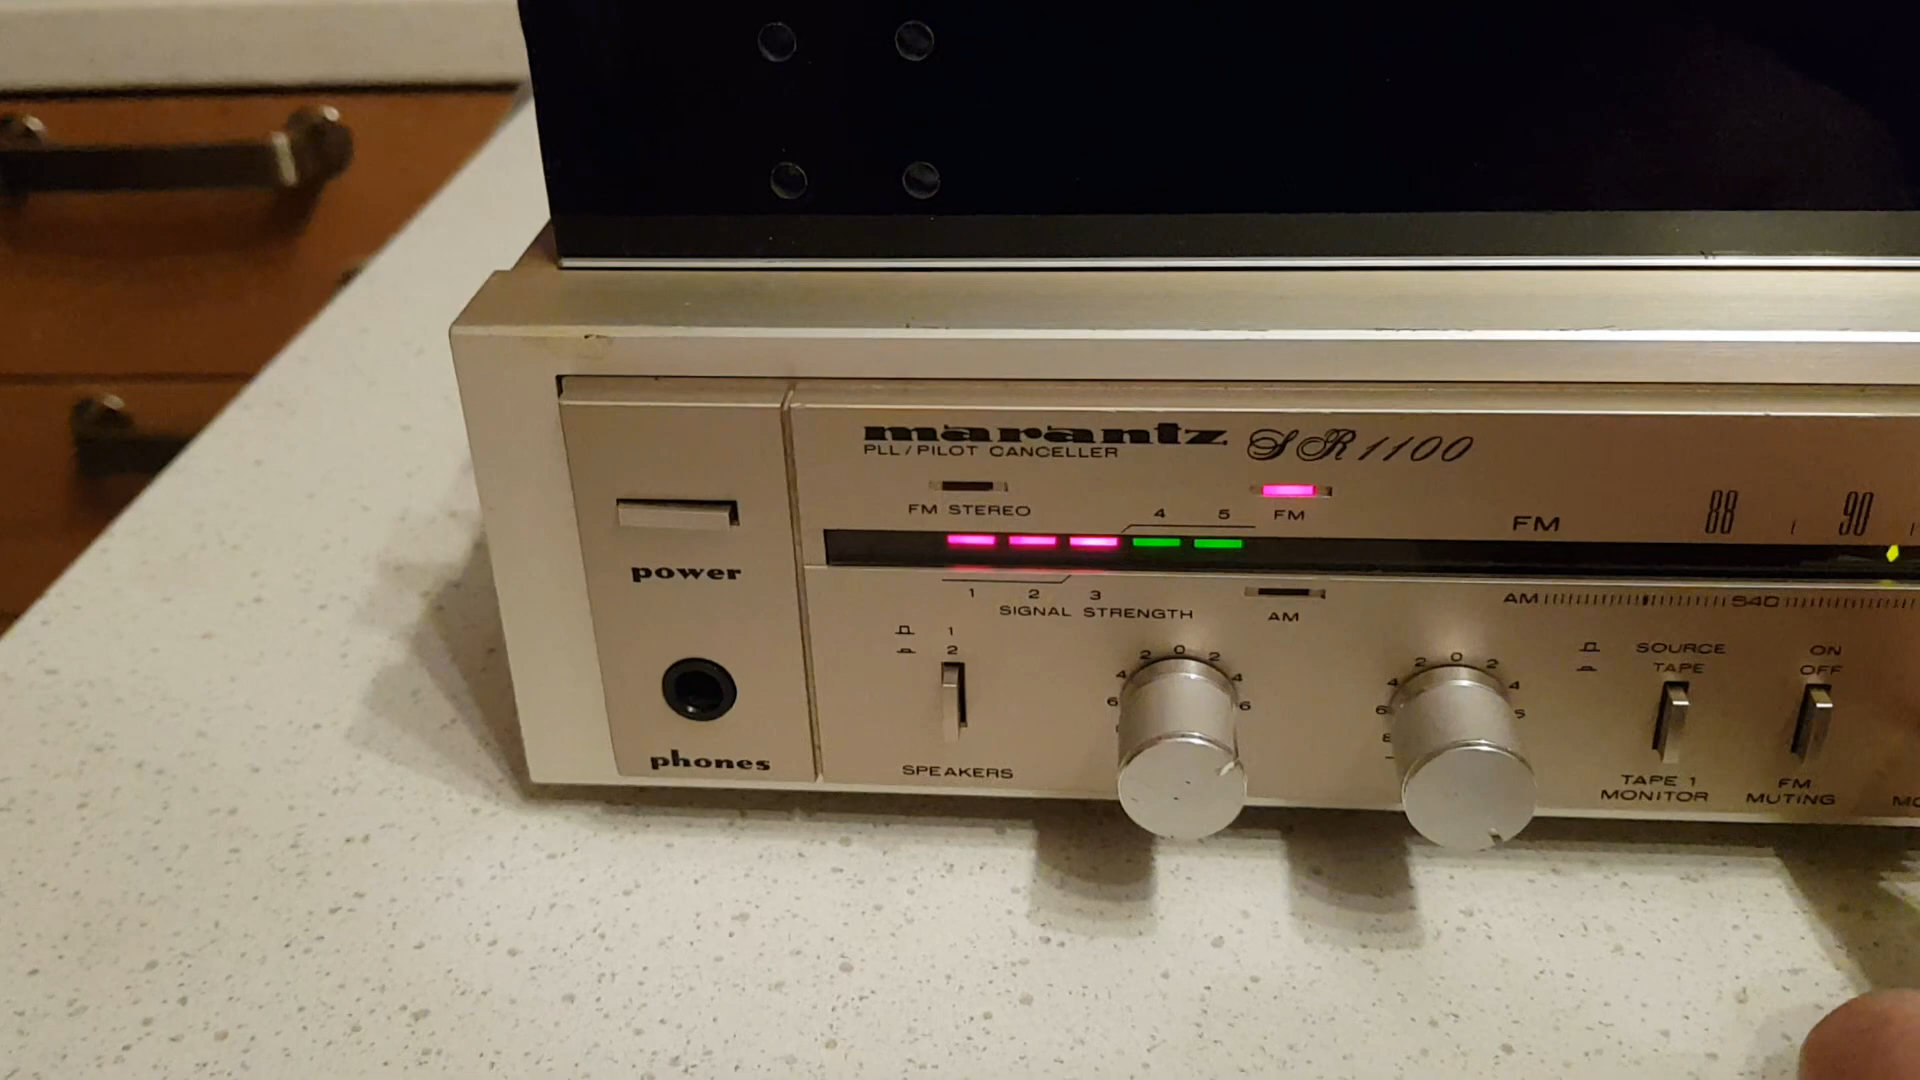 marantz SR1100
PLL/PILOT CANCELLER
FM STEREO
4 5
FM
FM
88 90
power
1 2 3
SIGNAL STRENGTH
AM
AM 540
1
2
2 0 2
4 4
6 6
2 0 2
4 4
6
8
SOURCE
TAPE
ON
OFF
phones
SPEAKERS
TAPE 1
MONITOR
FM
MUTING